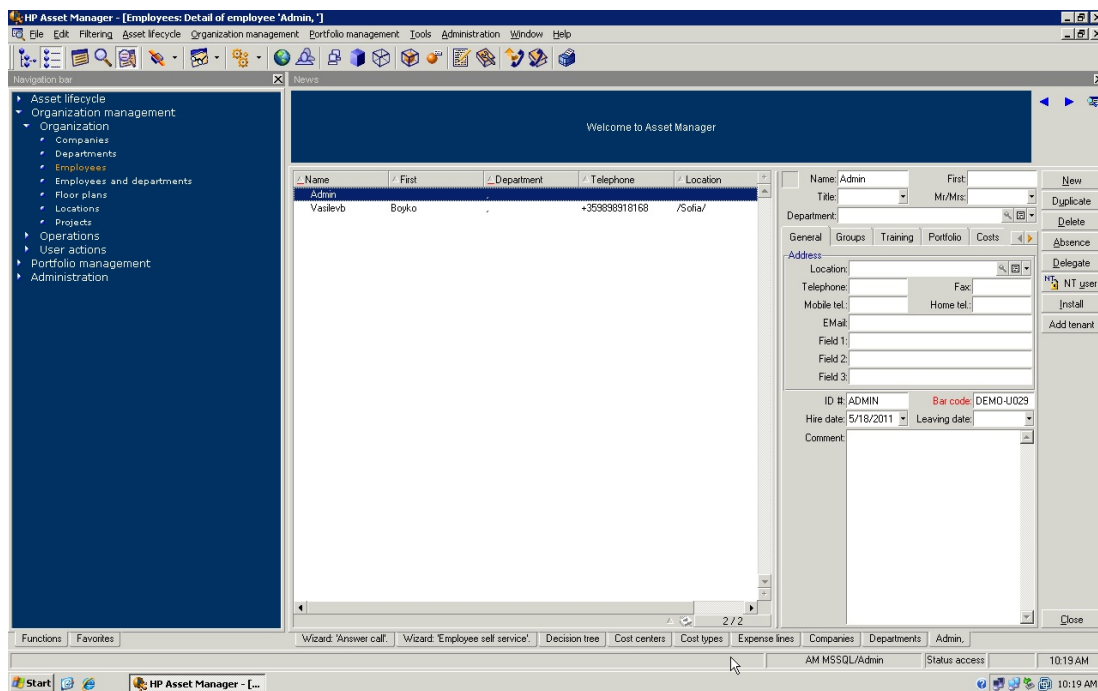 HP Asset Manager - [Employees: Detail of employee 'Admin, ']
File Edit Filtering Asset lifecycle Organization management Portfolio management Tools Administration Window Help
Navigation bar
News
Asset lifecycle
Organization management
Organization
Companies
Departments
Employees
Employees and departments
Floor plans
Locations
Projects
Operations
User actions
Portfolio management
Administration
Welcome to Asset Manager
Name First Department Telephone Location
Admin ,
Vasilevb Boyko , +359898918168 /Sofia/
2/2
Name: Admin First:
Title: Mr/Mrs:
Department:
General Groups Training Portfolio Costs
Address
Location:
Telephone: Fax:
Mobile tel.: Home tel.:
EMail:
Field 1:
Field 2:
Field 3:
ID #: ADMIN Bar code: DEMO-U029
Hire date: 5/18/2011 Leaving date:
Comment:
New
Duplicate
Delete
Absence
Delegate
NT NT user
Install
Add tenant
Close
Functions Favorites
Wizard: 'Answer call'. Wizard: 'Employee self service'. Decision tree Cost centers Cost types Expense lines Companies Departments Admin,
AM MSSQL/Admin Status access 10:19 AM
Start HP Asset Manager - [... 10:19 AM